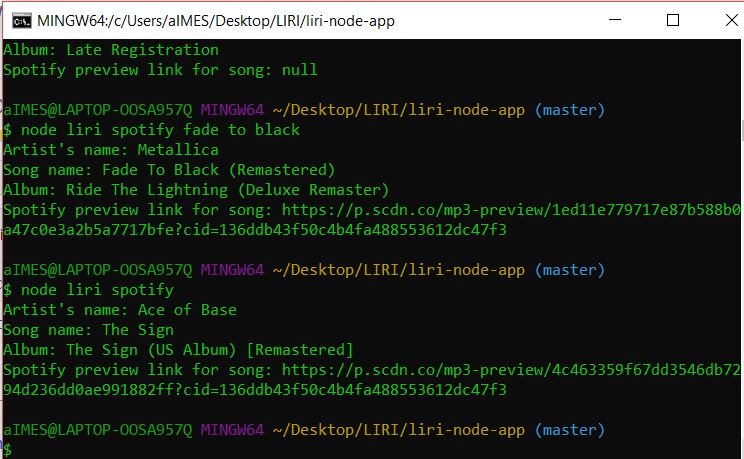 MINGW64:/c/Users/aIMES/Desktop/LIRI/liri-node-app
Album: Late Registration
Spotify preview link for song: null
aIMES@LAPTOP-OOSA957Q MINGW64 ~/Desktop/LIRI/liri-node-app (master)
$ node liri spotify fade to black
Artist's name: Metallica
Song name: Fade To Black (Remastered)
Album: Ride The Lightning (Deluxe Remaster)
Spotify preview link for song: https://p.scdn.co/mp3-preview/1ed11e779717e87b588b0
a47c0e3a2b5a7717bfe?cid=136ddb43f50c4b4fa488553612dc47f3
aIMES@LAPTOP-OOSA957Q MINGW64 ~/Desktop/LIRI/liri-node-app (master)
$ node liri spotify
Artist's name: Ace of Base
Song name: The Sign
Album: The Sign (US Album) [Remastered]
Spotify preview link for song: https://p.scdn.co/mp3-preview/4c463359f67dd3546db72
94d236dd0ae991882ff?cid=136ddb43f50c4b4fa488553612dc47f3
aIMES@LAPTOP-OOSA957Q MINGW64 ~/Desktop/LIRI/liri-node-app (master)
$